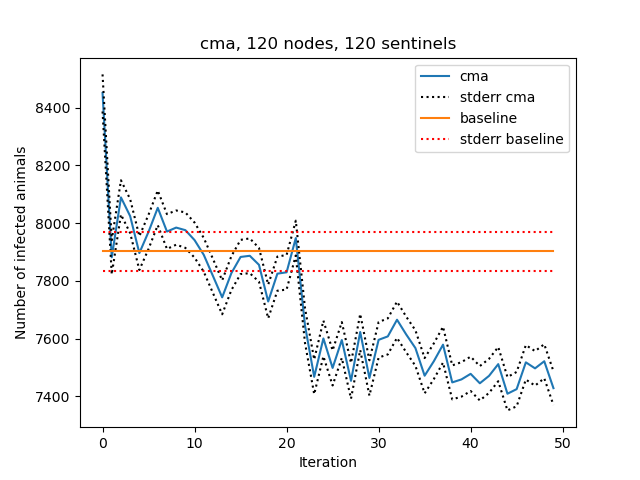 cma, 120 nodes, 120 sentinels
cma
stderr cma
baseline
stderr baseline
Number of infected animals
8400
8200
8000
7800
7600
7400
0 10 20 30 40 50
Iteration